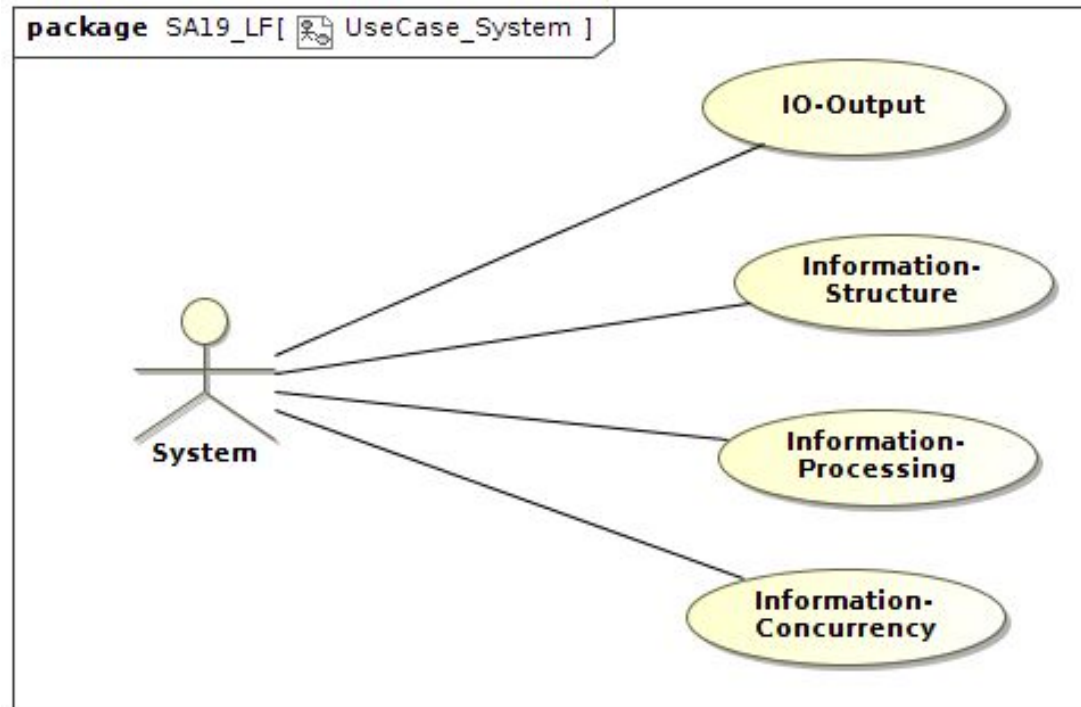 package SA19_LF[ UseCase_System ]
IO-Output
Information-
Structure
System
Information-
Processing
Information-
Concurrency